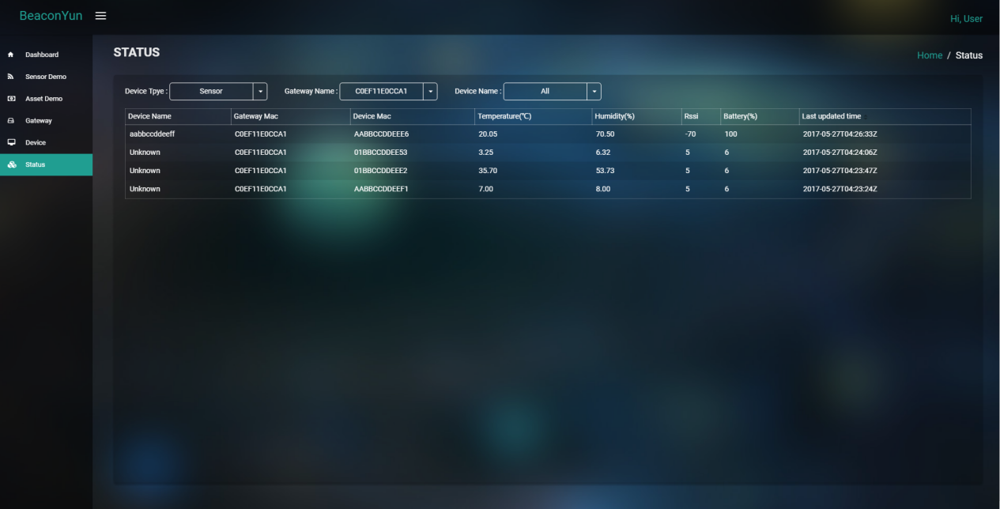 BeaconYun
Hi, User
Dashboard
Sensor Demo
Asset Demo
Gateway
Device
Status
STATUS
Home / Status
Device Tpye : Sensor Gateway Name : C0EF11E0CCA1 Device Name : All
Device Name Gateway Mac Device Mac Temperature(℃) Humidity(%) Rssi Battery(%) Last updated time
aabbccddeeff C0EF11E0CCA1 AABBCCDDEEE6 20.05 70.50 -70 100 2017-05-27T04:26:33Z
Unknown C0EF11E0CCA1 01BBCCDDEE53 3.25 6.32 5 6 2017-05-27T04:24:06Z
Unknown C0EF11E0CCA1 01BBCCDDEEE2 35.70 53.73 5 6 2017-05-27T04:23:47Z
Unknown C0EF11E0CCA1 AABBCCDDEEF1 7.00 8.00 5 6 2017-05-27T04:23:24Z